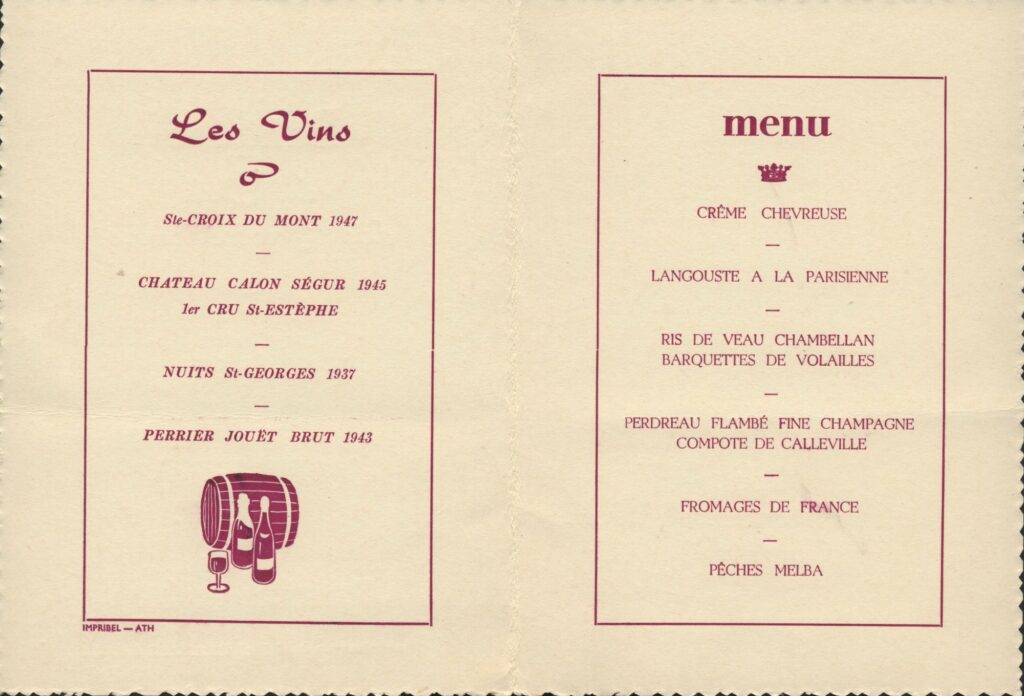 Les Vins
Ste-CROIX DU MONT 1947
—
CHATEAU CALON SÉGUR 1945
1er CRU St-ESTÈPHE
—
NUITS St-GEORGES 1937
—
PERRIER JOUËT BRUT 1943
IMPRIBEL — ATH
menu
CRÊME CHEVREUSE
—
LANGOUSTE A LA PARISIENNE
—
RIS DE VEAU CHAMBELLAN
BARQUETTES DE VOLAILLES
—
PERDREAU FLAMBÉ FINE CHAMPAGNE
COMPOTE DE CALLEVILLE
—
FROMAGES DE FRANCE
—
PÊCHES MELBA